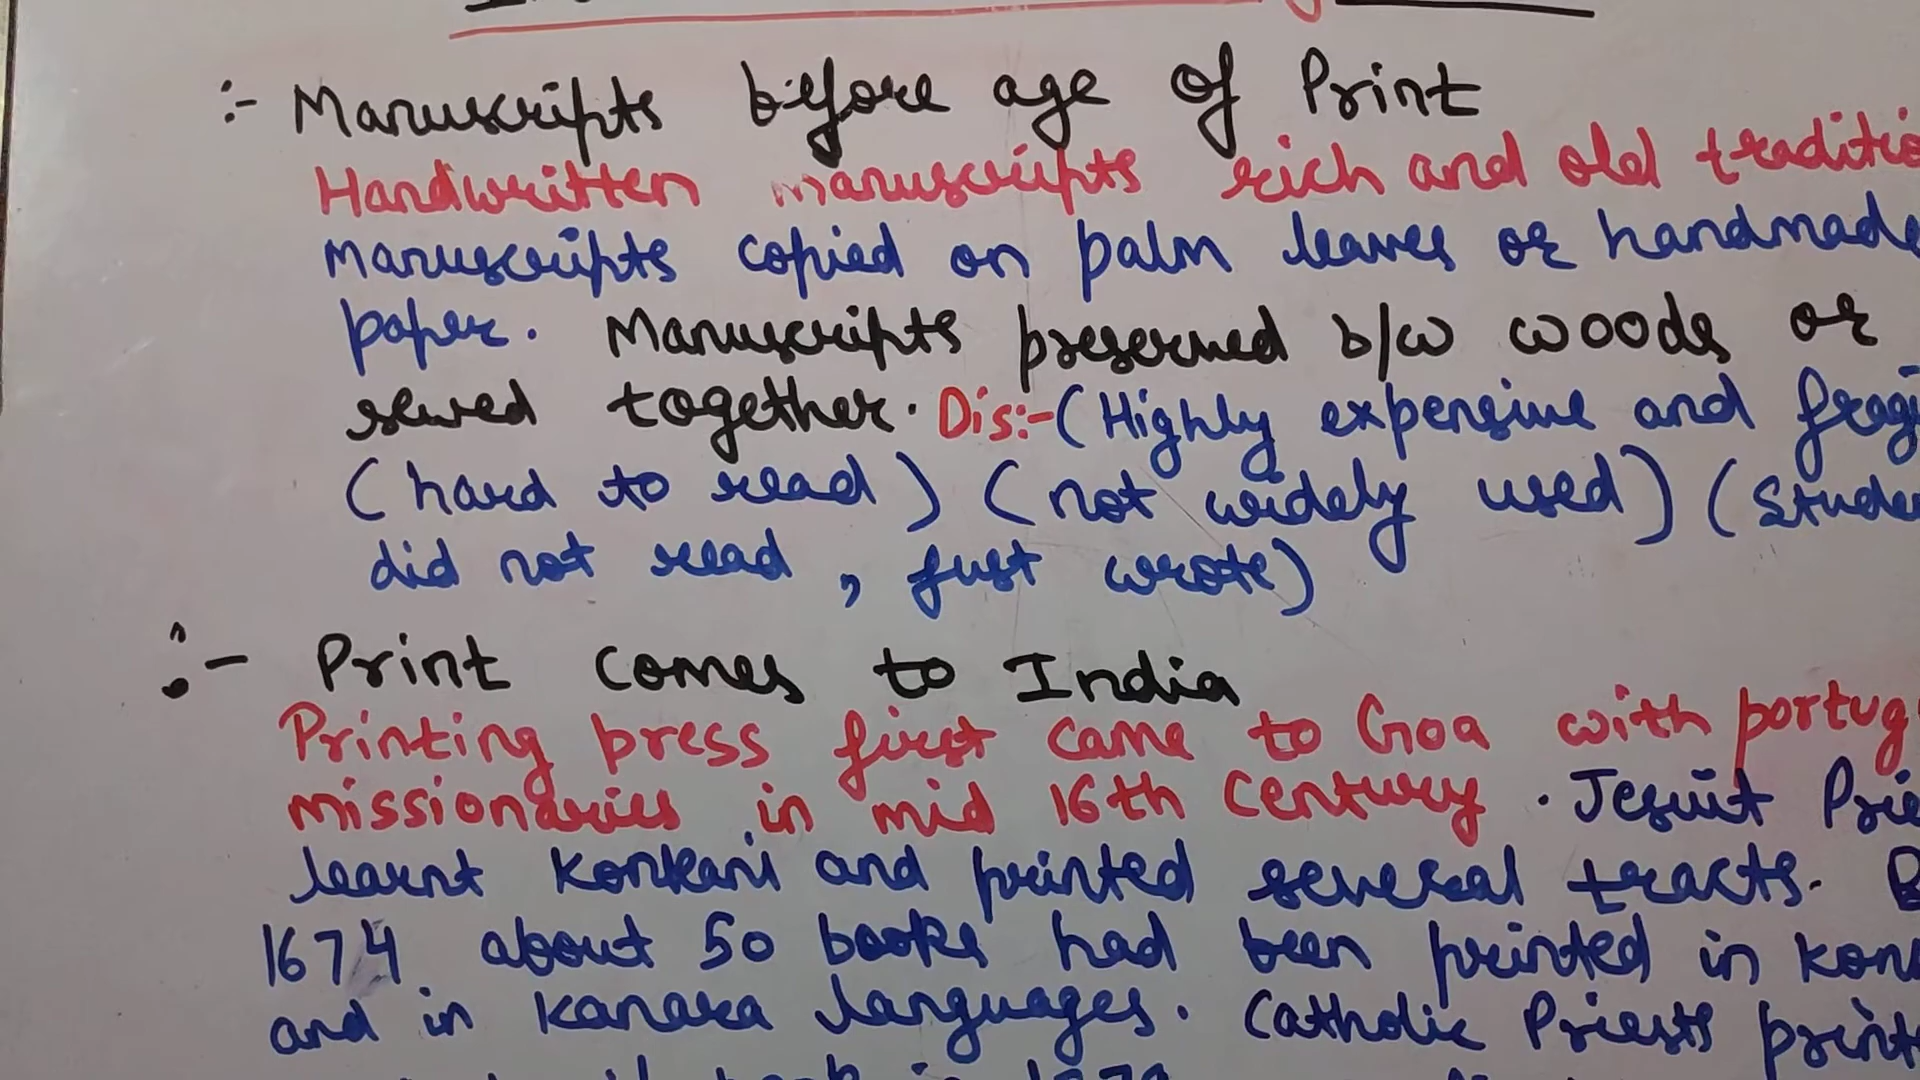 :- Manuscripts before age of Print
Handwritten manuscripts rich and old traditio
Manuscripts copied on palm leaves or handmade
paper. Manuscripts preserved b/w woods or
sewed together. Dis:- (Highly expensive and fragi
(hard to read) (not widely used) (Stude
did not read, just wrote)
:- Print Comes to India
Printing press first came to Goa with portug
missionaries in mid 16th Century. Jesuit Prie
learnt Konkani and printed several tracts. B
1674 about 50 books had been printed in Kon
and in Kanara languages. Catholic Priests print
book in